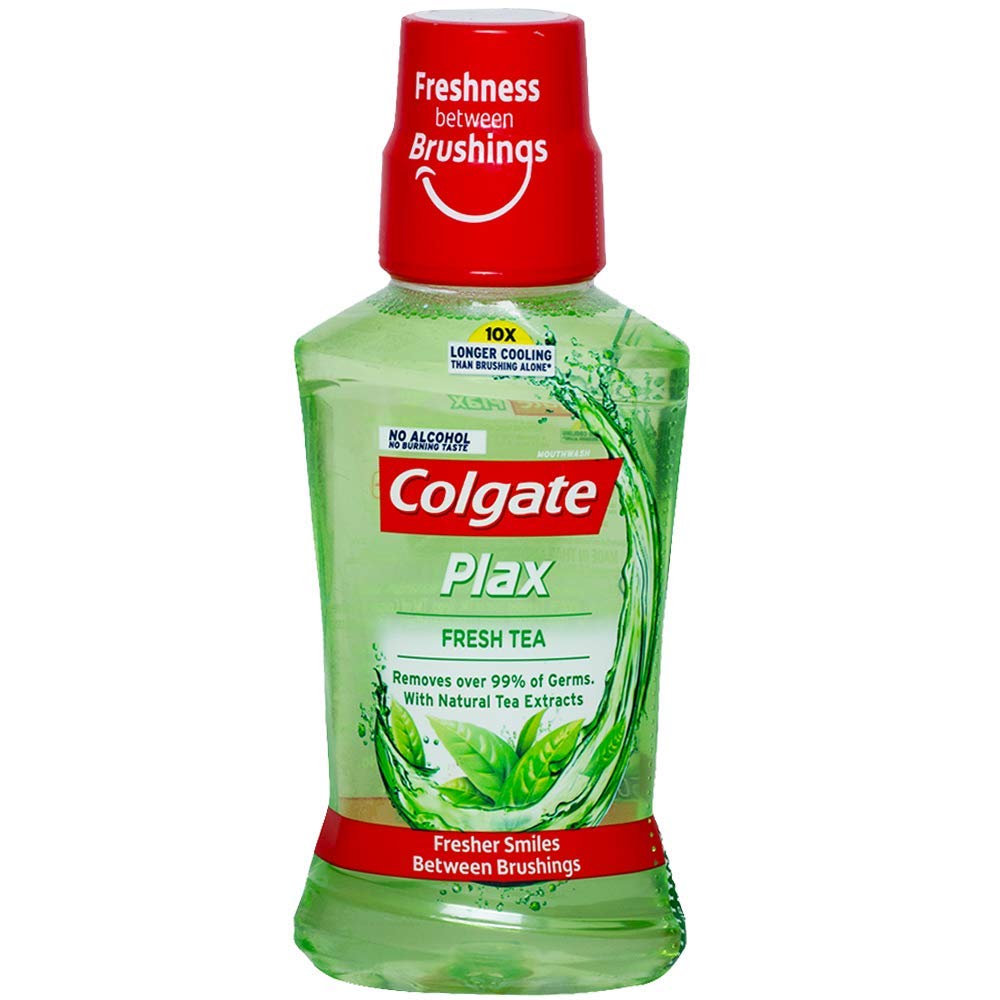 Freshness
between
Brushings
10X
LONGER COOLING
THAN BRUSHING ALONE*
NO ALCOHOL
NO BURNING TASTE
MOUTHWASH
Colgate
Plax
FRESH TEA
Removes over 99% of Germs.
With Natural Tea Extracts
Fresher Smiles
Between Brushings